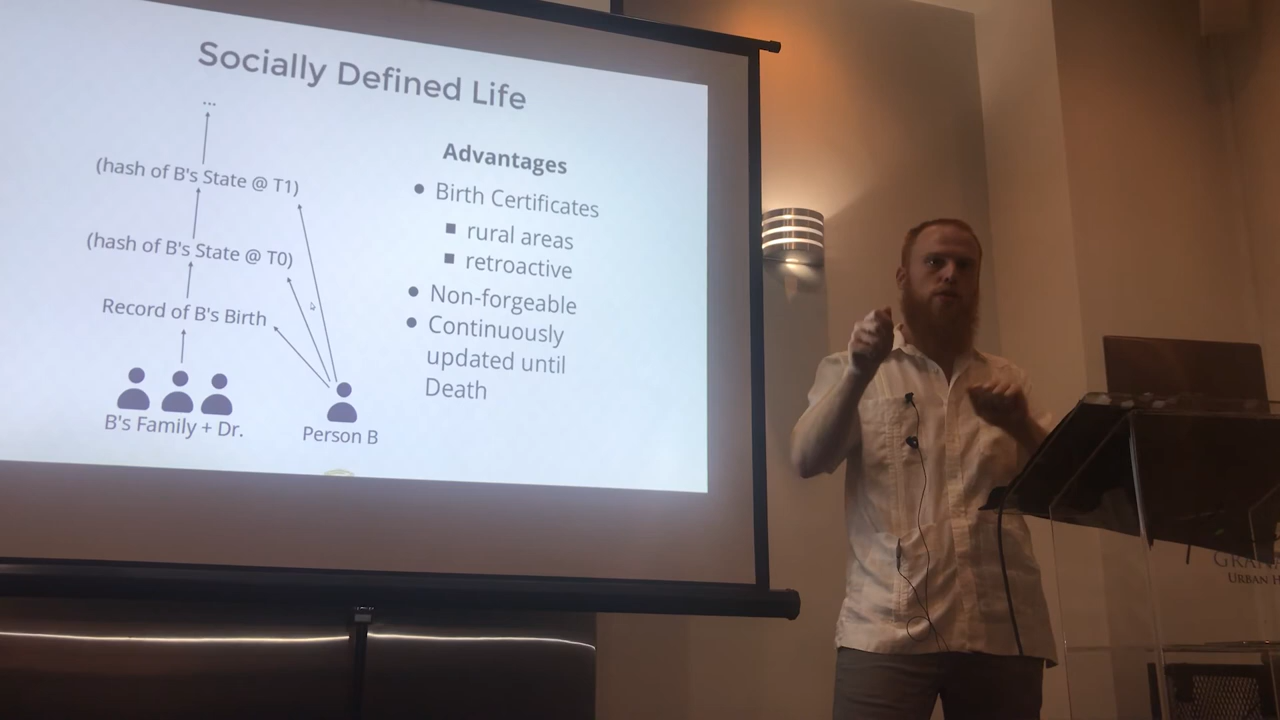 Socially Defined Life
...
(hash of B's State @ T1)
(hash of B's State @ T0)
Record of B's Birth
B's Family + Dr.
Person B
Advantages
● Birth Certificates
■ rural areas
■ retroactive
● Non-forgeable
● Continuously
updated until
Death
URBAN